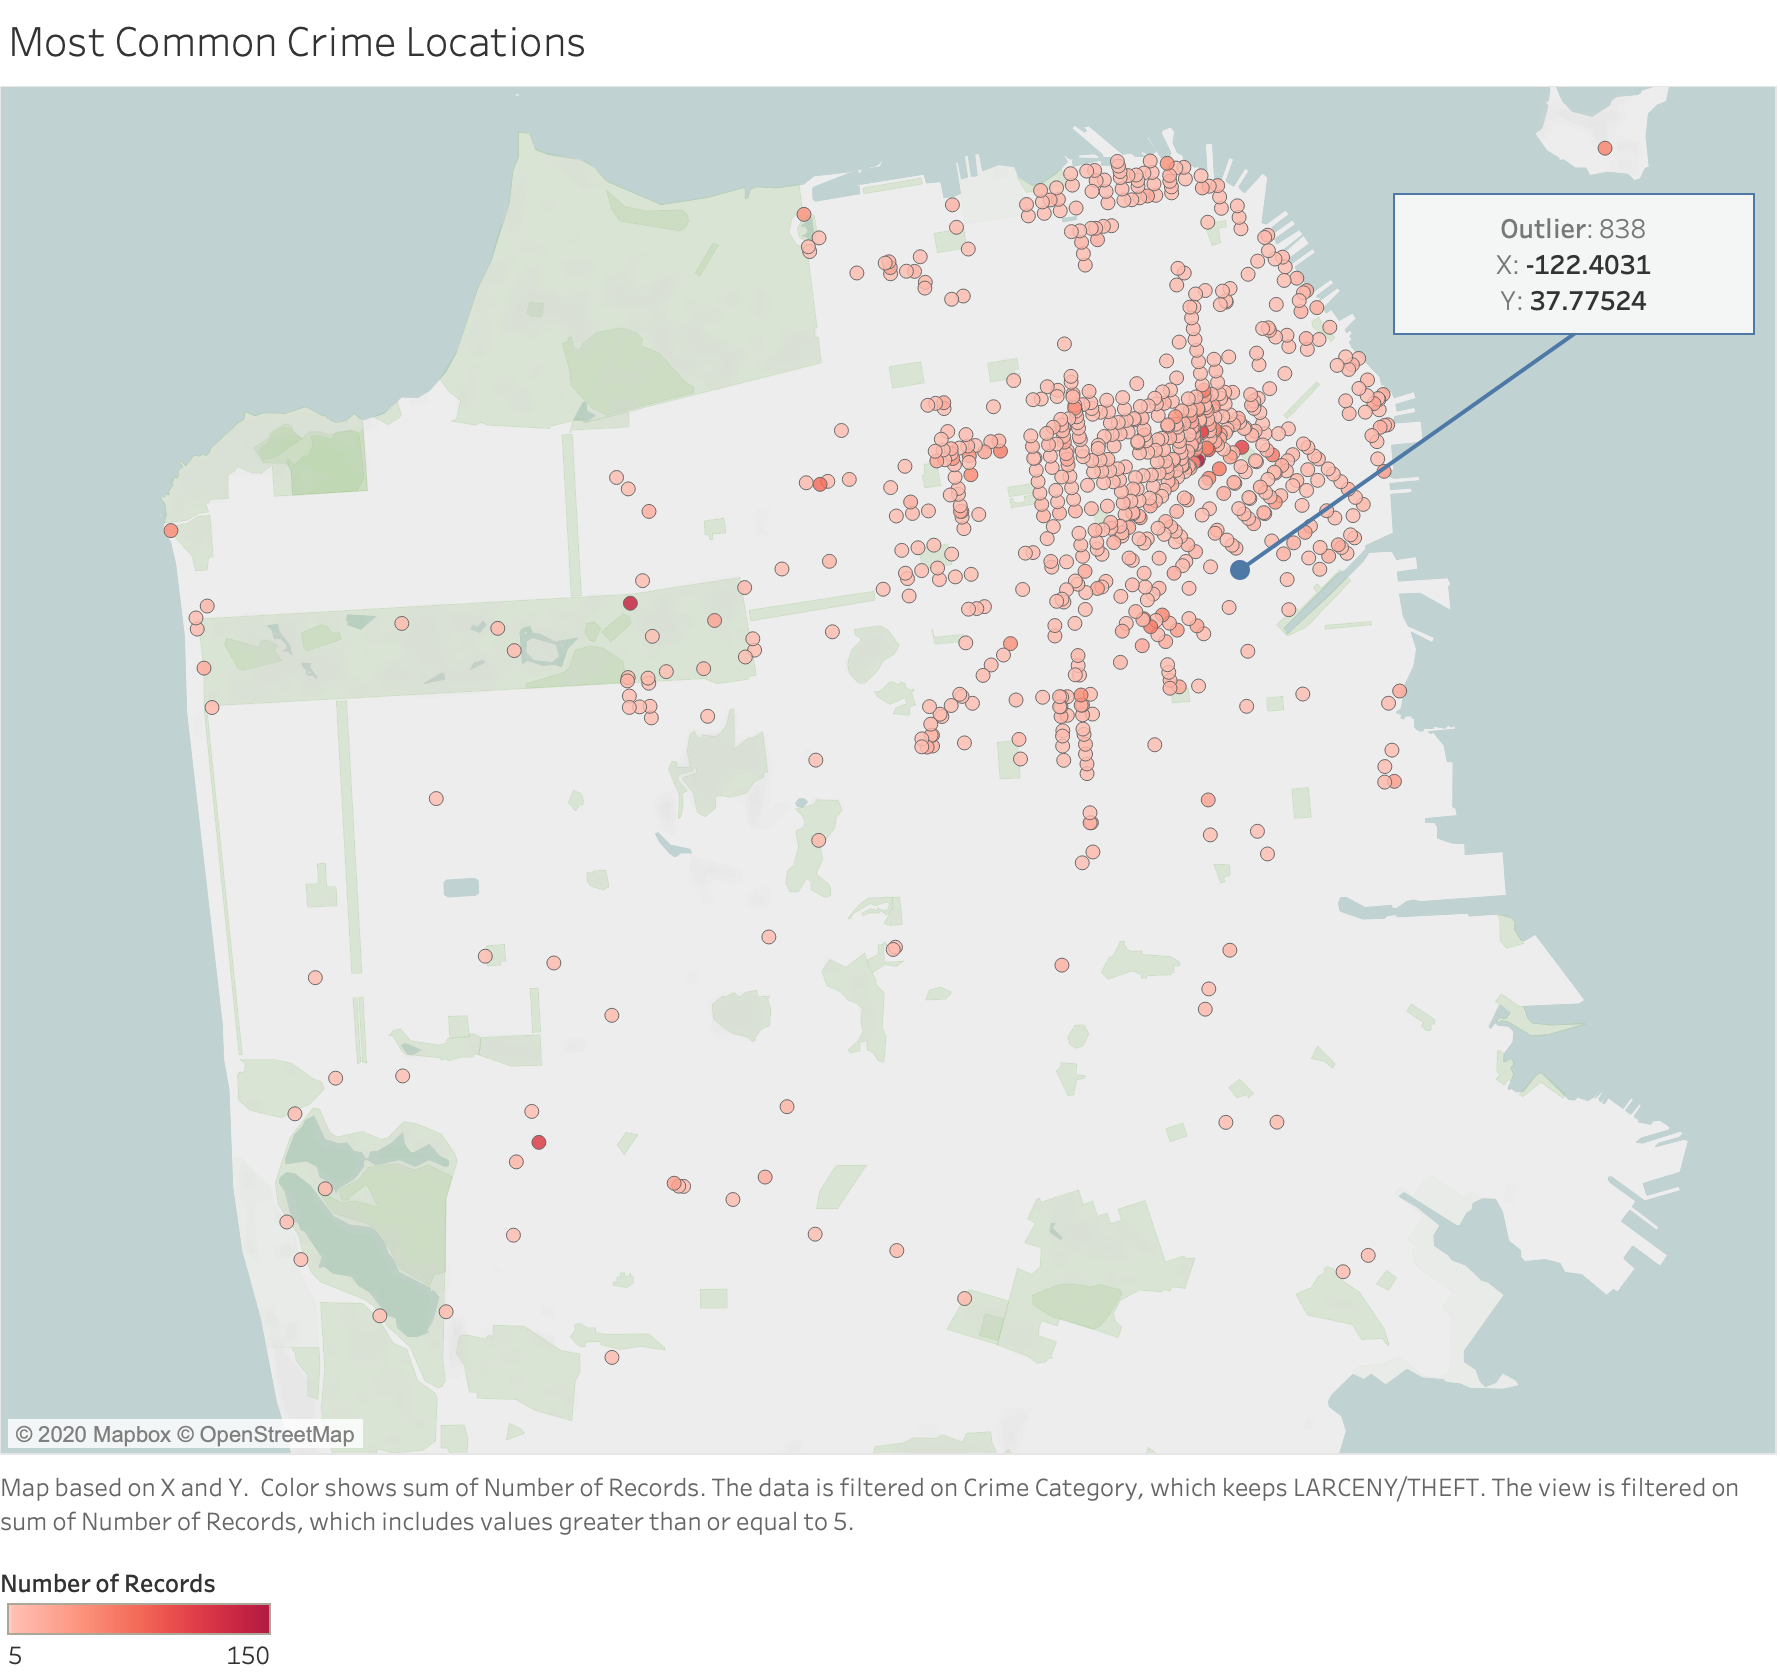 Most Common Crime Locations
Outlier: 838
X: -122.4031
Y: 37.77524
© 2020 Mapbox © OpenStreetMap
Map based on X and Y.  Color shows sum of Number of Records. The data is filtered on Crime Category, which keeps LARCENY/THEFT. The view is filtered on
sum of Number of Records, which includes values greater than or equal to 5.
Number of Records
5 150